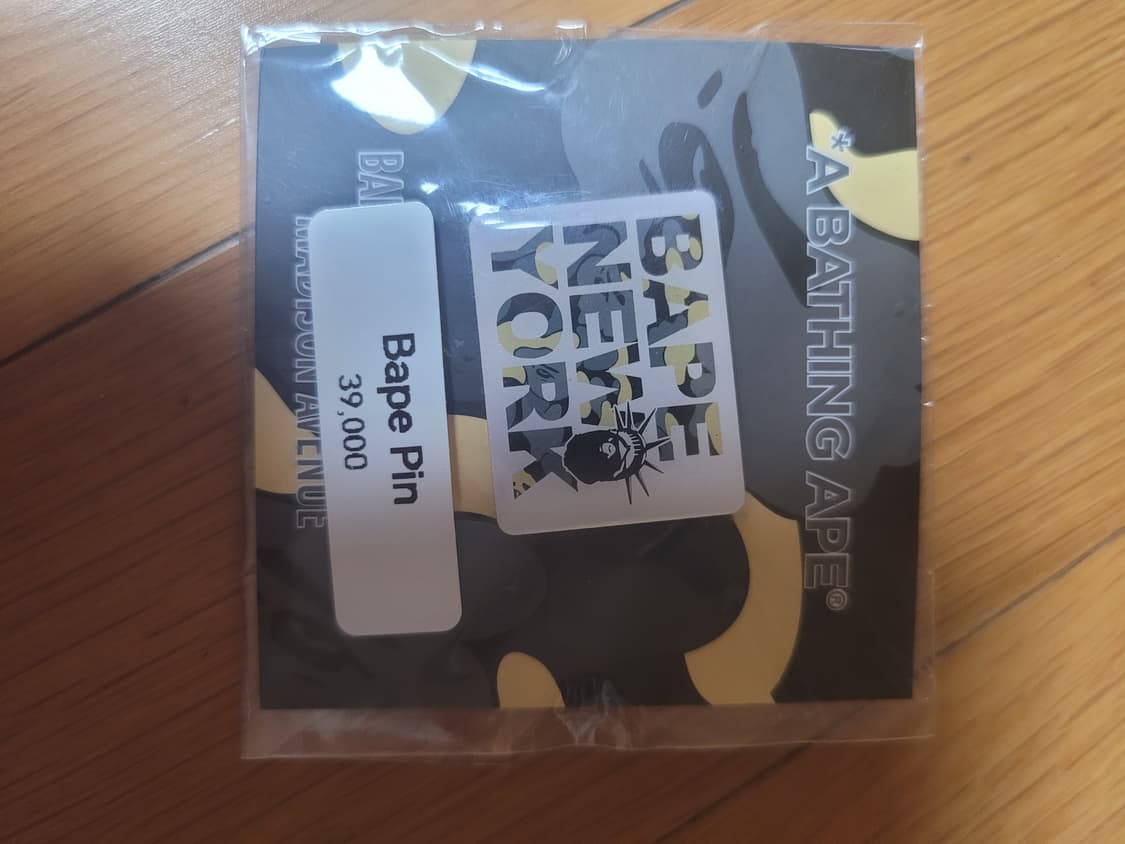 *A BATHING APE®
BAPE
NEW
YORK
Bape Pin
39,000
MADISON AVENUE